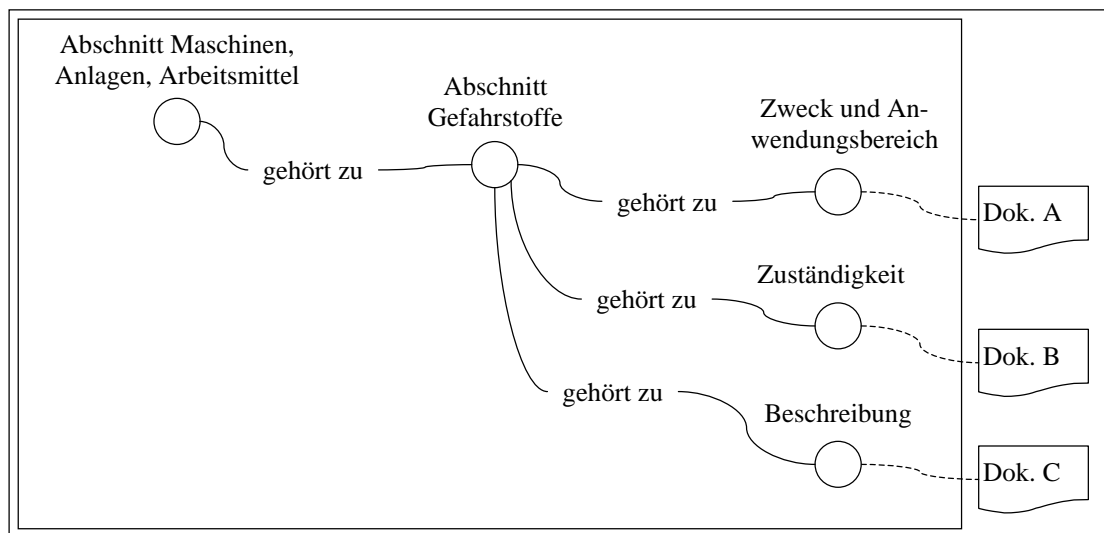 Abschnitt Maschinen,
Anlagen, Arbeitsmittel
Abschnitt
Gefahrstoffe
Zweck und An-
wendungsbereich
gehört zu
gehört zu
Dok. A
Zuständigkeit
gehört zu
Dok. B
gehört zu
Beschreibung
Dok. C